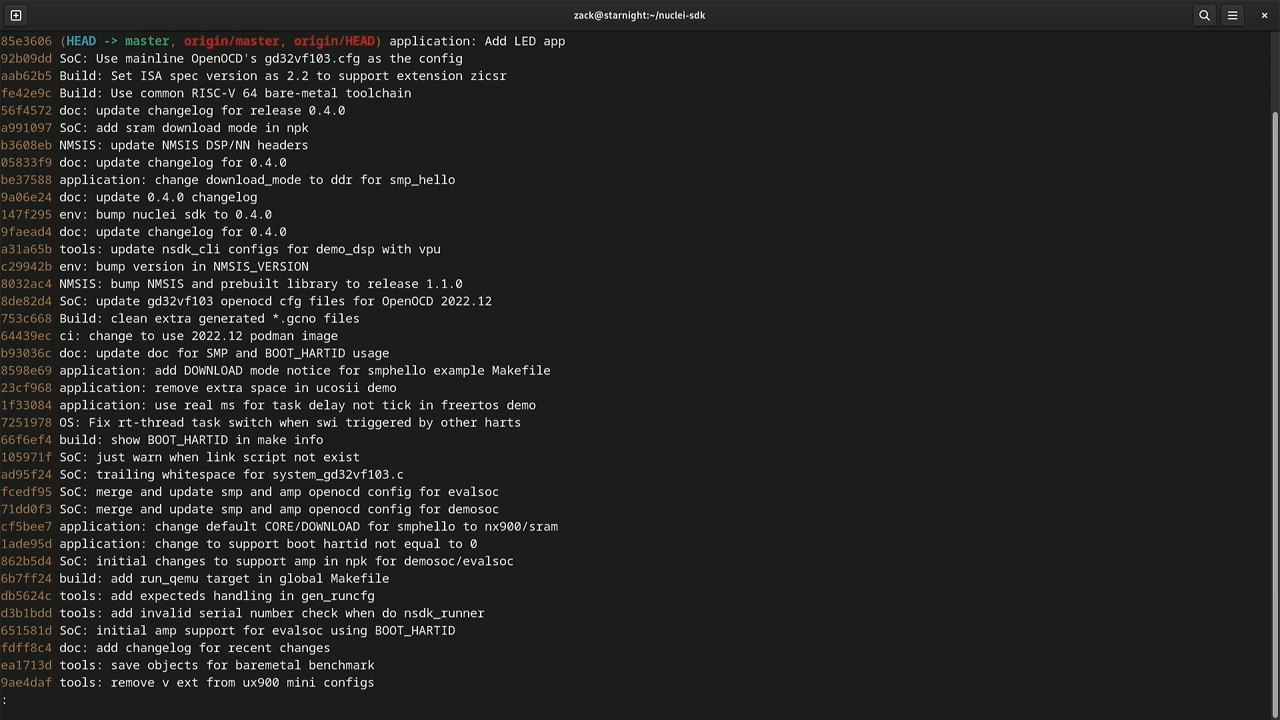 zack@starnight:~/nuclei-sdk
85e3606 (HEAD -> master, origin/master, origin/HEAD) application: Add LED app
92b09dd SoC: Use mainline OpenOCD's gd32vf103.cfg as the config
aab62b5 Build: Set ISA spec version as 2.2 to support extension zicsr
fe42e9c Build: Use common RISC-V 64 bare-metal toolchain
56f4572 doc: update changelog for release 0.4.0
a991097 SoC: add sram download mode in npk
b3608eb NMSIS: update NMSIS DSP/NN headers
05833f9 doc: update changelog for 0.4.0
be37588 application: change download_mode to ddr for smp_hello
9a06e24 doc: update 0.4.0 changelog
147f295 env: bump nuclei sdk to 0.4.0
9faead4 doc: update changelog for 0.4.0
a31a65b tools: update nsdk_cli configs for demo_dsp with vpu
c29942b env: bump version in NMSIS_VERSION
8032ac4 NMSIS: bump NMSIS and prebuilt library to release 1.1.0
8de82d4 SoC: update gd32vf103 openocd cfg files for OpenOCD 2022.12
753c668 Build: clean extra generated *.gcno files
64439ec ci: change to use 2022.12 podman image
b93036c doc: update doc for SMP and BOOT_HARTID usage
8598e69 application: add DOWNLOAD mode notice for smphello example Makefile
23cf968 application: remove extra space in ucosii demo
1f33084 application: use real ms for task delay not tick in freertos demo
7251978 OS: Fix rt-thread task switch when swi triggered by other harts
66f6ef4 build: show BOOT_HARTID in make info
105971f SoC: just warn when link script not exist
ad95f24 SoC: trailing whitespace for system_gd32vf103.c
fcedf95 SoC: merge and update smp and amp openocd config for evalsoc
71dd0f3 SoC: merge and update smp and amp openocd config for demosoc
cf5bee7 application: change default CORE/DOWNLOAD for smphello to nx900/sram
1ade95d application: change to support boot hartid not equal to 0
862b5d4 SoC: initial changes to support amp in npk for demosoc/evalsoc
6b7ff24 build: add run_qemu target in global Makefile
db5624c tools: add expecteds handling in gen_runcfg
d3b1bdd tools: add invalid serial number check when do nsdk_runner
651581d SoC: initial amp support for evalsoc using BOOT_HARTID
fdff8c4 doc: add changelog for recent changes
ea1713d tools: save objects for baremetal benchmark
9ae4daf tools: remove v ext from ux900 mini configs
: